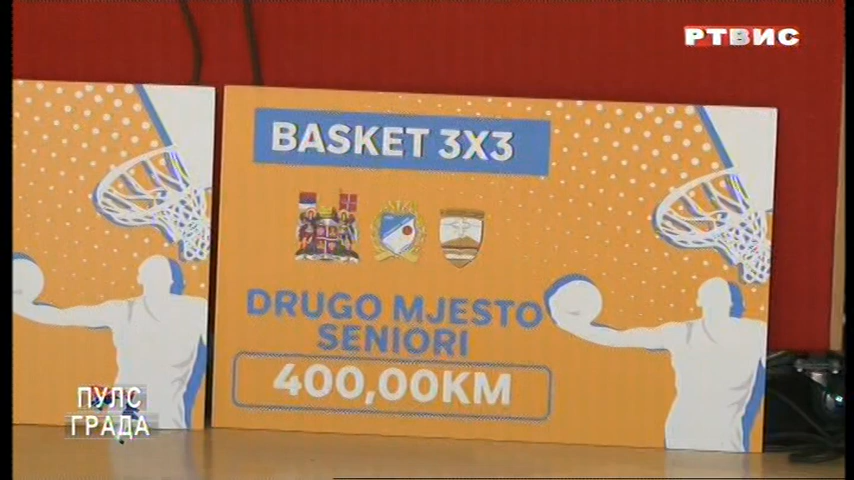 РТВИС
BASKET 3X3
DRUGO MJESTO
SENIORI
400,00KM
ПУЛС
ГРАДА